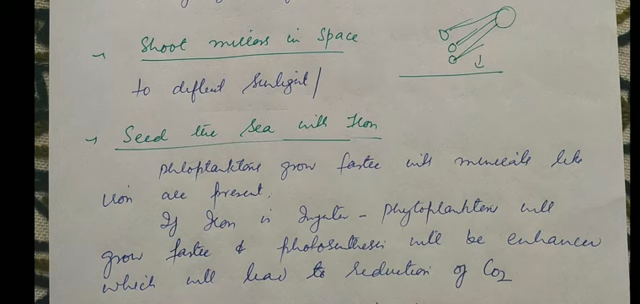 → Shoot mirrors in Space
to deflect Sunlight/
→ Seed the Sea with Iron
phytoplanktons grow faster with minerals like
iron are present.
If Iron is - Phytoplankton will
grow faster & photosynthesis will be enhanced
which will lead to reduction of CO2